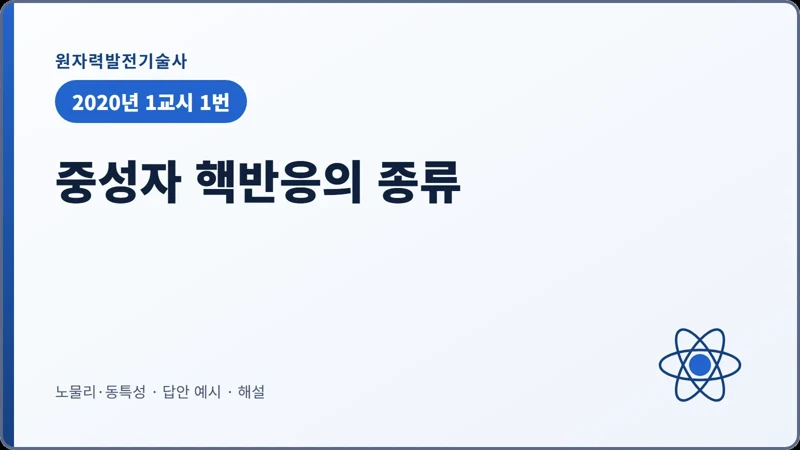 원자력발전기술사
2020년 1교시 1번
중성자 핵반응의 종류
노물리·동특성 · 답안 예시 · 해설